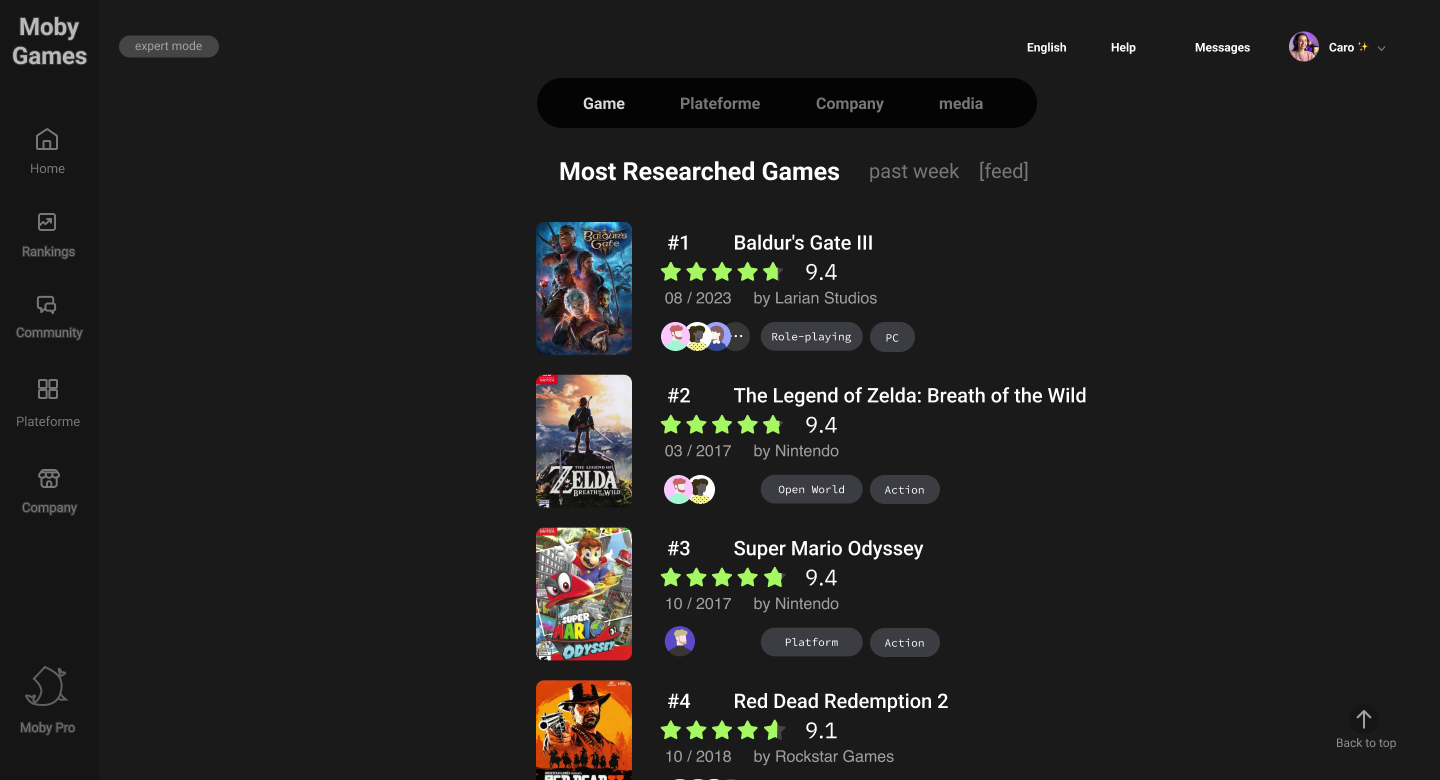 Moby
Games
expert mode
English
Help
Messages
Caro
Game
Plateforme
Company
media
Home
Rankings
Community
Plateforme
Company
Moby Pro
Most Researched Games
past week
[feed]
Baldur's
Gate
#1
Baldur's Gate III
9.4
08 / 2023
by Larian Studios
Role-playing
PC
THE LEGEND OF
ZELDA
BREATH OF THE WILD
#2
The Legend of Zelda: Breath of the Wild
9.4
03 / 2017
by Nintendo
Open World
Action
SUPER
MARIO
ODYSSEY
#3
Super Mario Odyssey
9.4
10 / 2017
by Nintendo
Platform
Action
#4
Red Dead Redemption 2
9.1
10 / 2018
by Rockstar Games
Back to top